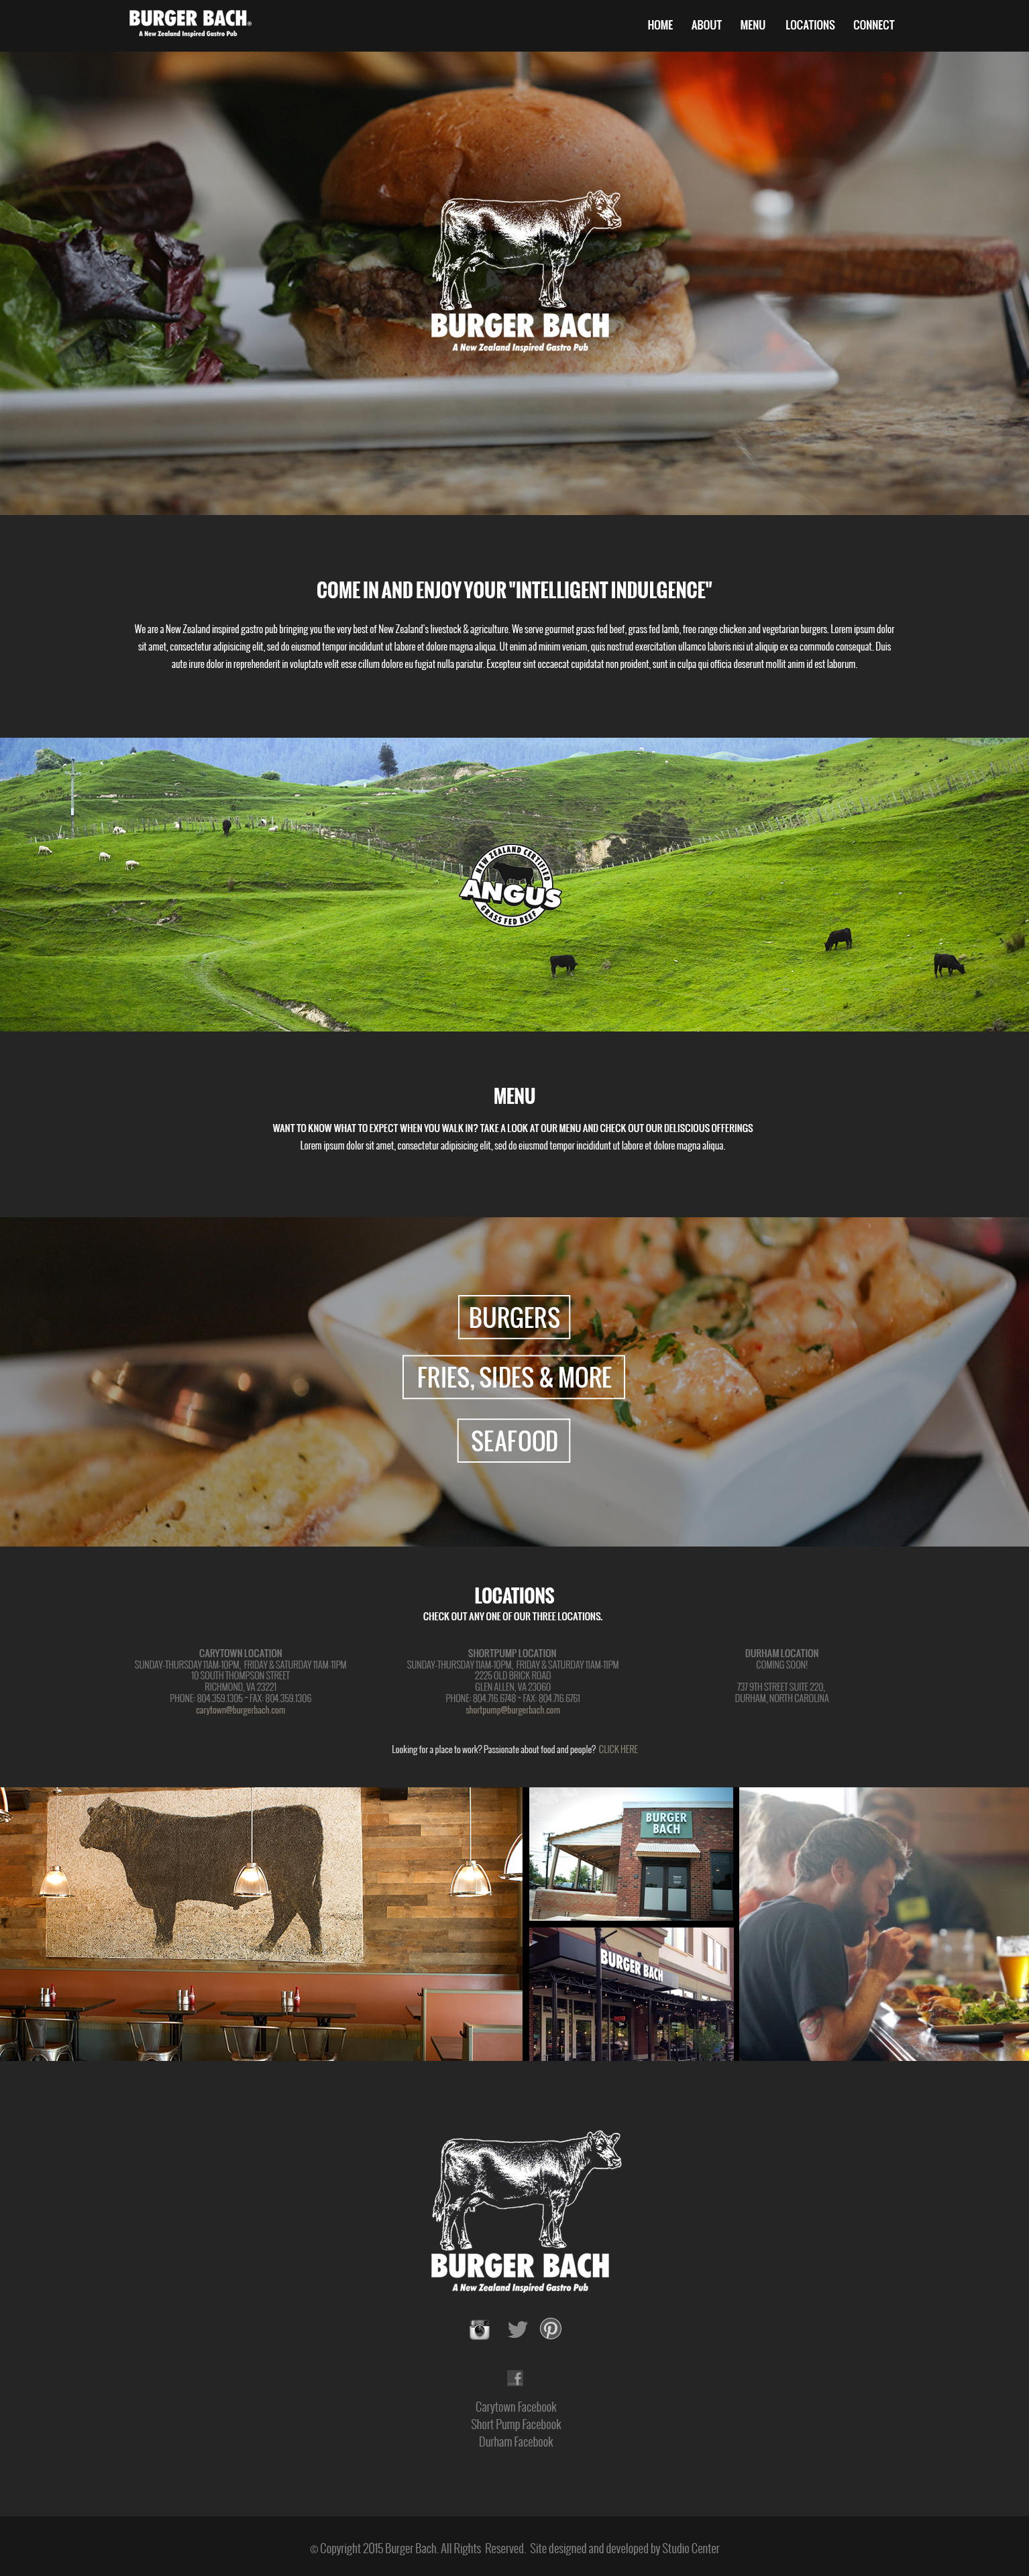 BURGER BACH®
A New Zealand Inspired Gastro Pub
HOME ABOUT MENU LOCATIONS CONNECT
BURGER BACH
A New Zealand Inspired Gastro Pub
COME IN AND ENJOY YOUR "INTELLIGENT INDULGENCE"
We are a New Zealand inspired gastro pub bringing you the very best of New Zealand's livestock & agriculture. We serve gourmet grass fed beef, grass fed lamb, free range chicken and vegetarian burgers. Lorem ipsum dolor
sit amet, consectetur adipisicing elit, sed do eiusmod tempor incididunt ut labore et dolore magna aliqua. Ut enim ad minim veniam, quis nostrud exercitation ullamco laboris nisi ut aliquip ex ea commodo consequat. Duis
aute irure dolor in reprehenderit in voluptate velit esse cillum dolore eu fugiat nulla pariatur. Excepteur sint occaecat cupidatat non proident, sunt in culpa qui officia deserunt mollit anim id est laborum.
NEW ZEALAND CERTIFIED
ANGUS
GRASS FED BEEF
MENU
WANT TO KNOW WHAT TO EXPECT WHEN YOU WALK IN? TAKE A LOOK AT OUR MENU AND CHECK OUT OUR DELISCIOUS OFFERINGS
Lorem ipsum dolor sit amet, consectetur adipisicing elit, sed do eiusmod tempor incididunt ut labore et dolore magna aliqua.
BURGERS
FRIES, SIDES & MORE
SEAFOOD
LOCATIONS
CHECK OUT ANY ONE OF OUR THREE LOCATIONS.
CARYTOWN LOCATION
SUNDAY-THURSDAY 11AM-10PM, FRIDAY & SATURDAY 11AM-11PM
10 SOUTH THOMPSON STREET
RICHMOND, VA 23221
PHONE: 804.359.1305 ~ FAX: 804.359.1306
carytown@burgerbach.com
SHORTPUMP LOCATION
SUNDAY-THURSDAY 11AM-10PM, FRIDAY & SATURDAY 11AM-11PM
2225 OLD BRICK ROAD
GLEN ALLEN, VA 23060
PHONE: 804.716.6748 ~ FAX: 804.716.6761
shortpump@burgerbach.com
DURHAM LOCATION
COMING SOON!
737 9TH STREET SUITE 220,
DURHAM, NORTH CAROLINA
Looking for a place to work? Passionate about food and people? CLICK HERE
BURGER
BACH
BURGER BACH
BURGER BACH
A New Zealand Inspired Gastro Pub
Carytown Facebook
Short Pump Facebook
Durham Facebook
© Copyright 2015 Burger Bach. All Rights Reserved. Site designed and developed by Studio Center